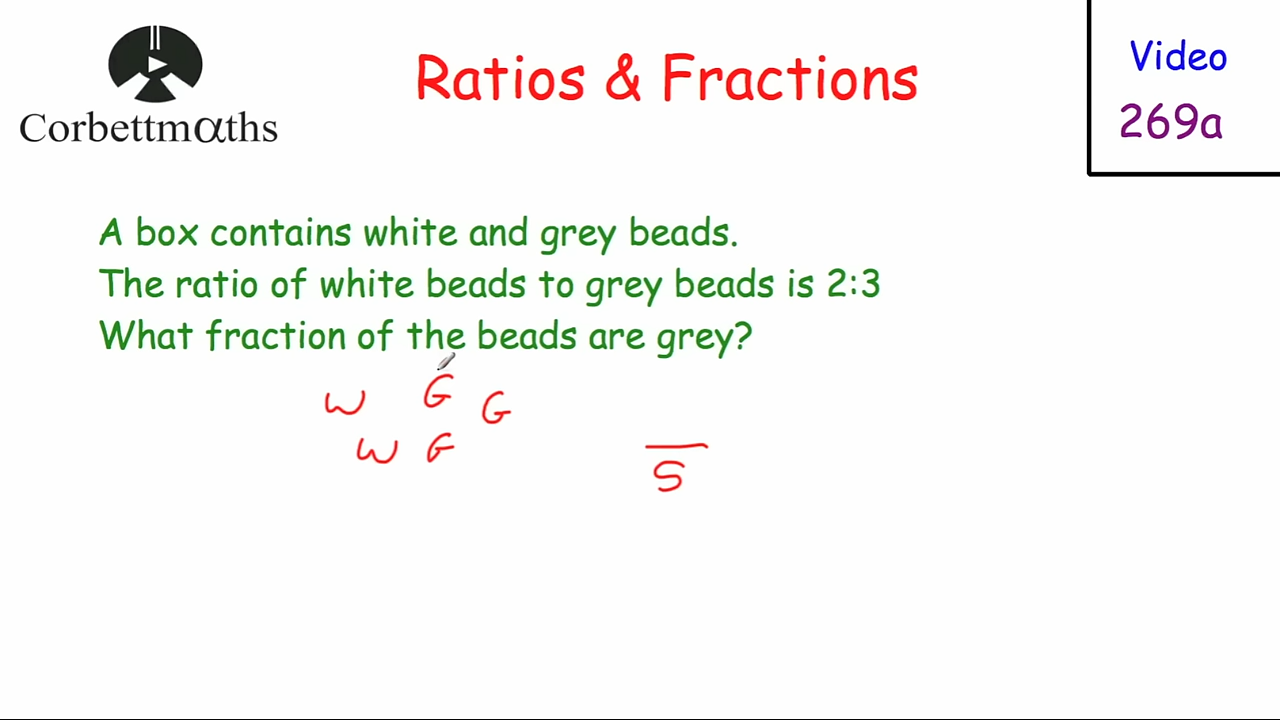 Corbettmαths
Ratios & Fractions
Video
269a
A box contains white and grey beads.
The ratio of white beads to grey beads is 2:3
What fraction of the beads are grey?
W G G
W G
5